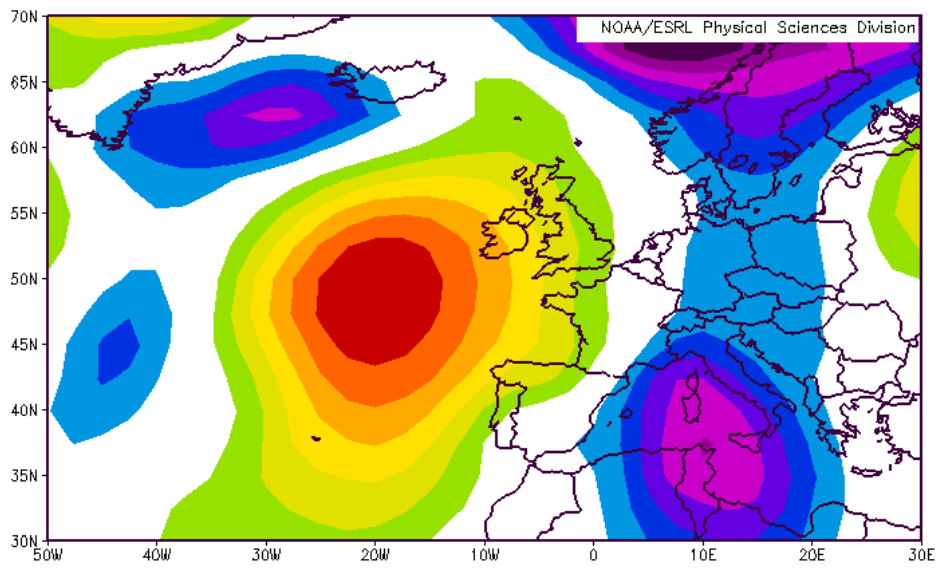 70N
NOAA/ESRL Physical Sciences Division
65N
60N
55N
50N
45N
40N
35N
30N
50W 40W 30W 20W 10W 0 10E 20E 30E